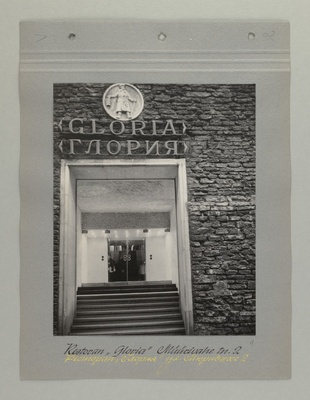 GLORIA
ГЛОРИЯ
Restoran „Gloria" Müürivahe tn. 2